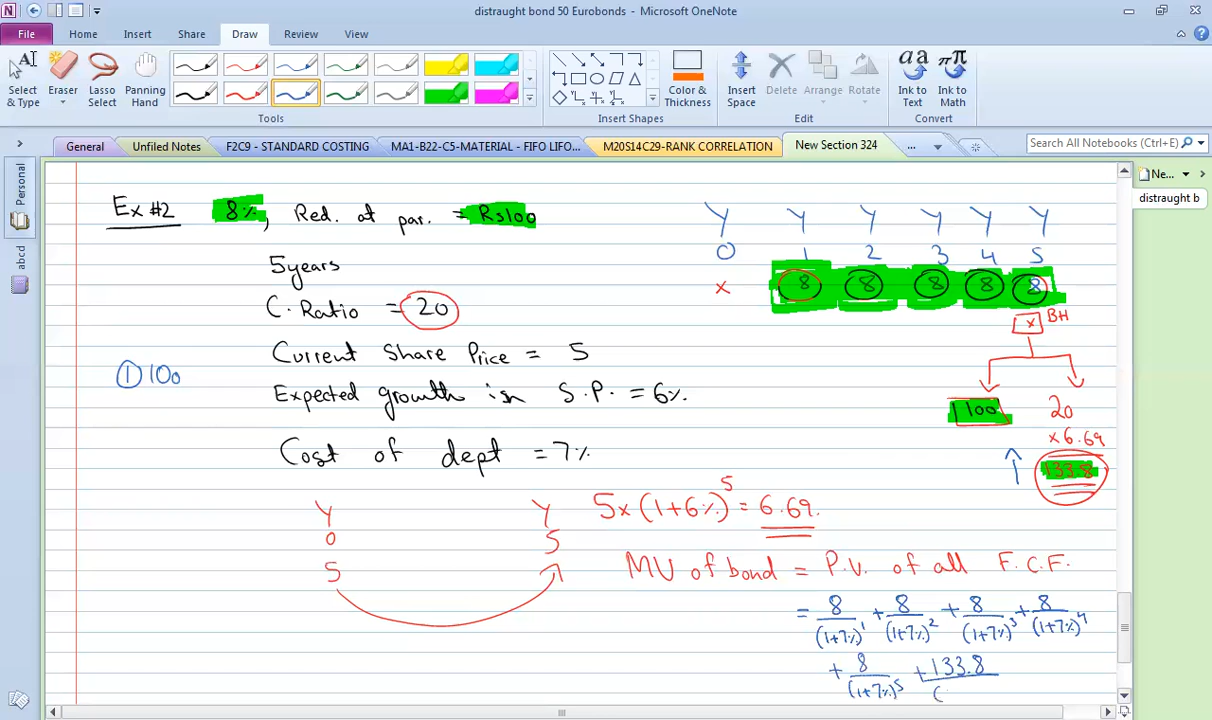 distraught bond 50 Eurobonds - Microsoft OneNote
File Home Insert Share Draw Review View
Select & Type Eraser Lasso Select Panning Hand Color & Thickness Insert Space Delete Arrange Rotate Ink to Text Ink to Math
Tools Insert Shapes Edit Convert
General Unfiled Notes F2C9 - STANDARD COSTING MA1-B22-C5-MATERIAL - FIFO LIFO... M20S14C29-RANK CORRELATION New Section 324 ... Search All Notebooks (Ctrl+E)
Personal
abcd
Ne...
distraught b
Ex #2 8%, Red. at par. = Rs100
5years
C. Ratio = 20
Current Share Price = 5
① 100
Expected growth in S.P. = 6%
Cost of dept = 7%
Y Y Y Y Y Y
0 1 2 3 4 5
x 8 8 8 8 8
x BH
100 20
x6.69
133.8
Y Y
0 5
5
5x(1+6%)^5 = 6.69.
MV of bond = P.V. of all F.C.F.
= 8/(1+7%)^1 + 8/(1+7%)^2 + 8/(1+7%)^3 + 8/(1+7%)^4
+ 8/(1+7%)^5 + 133.8/(